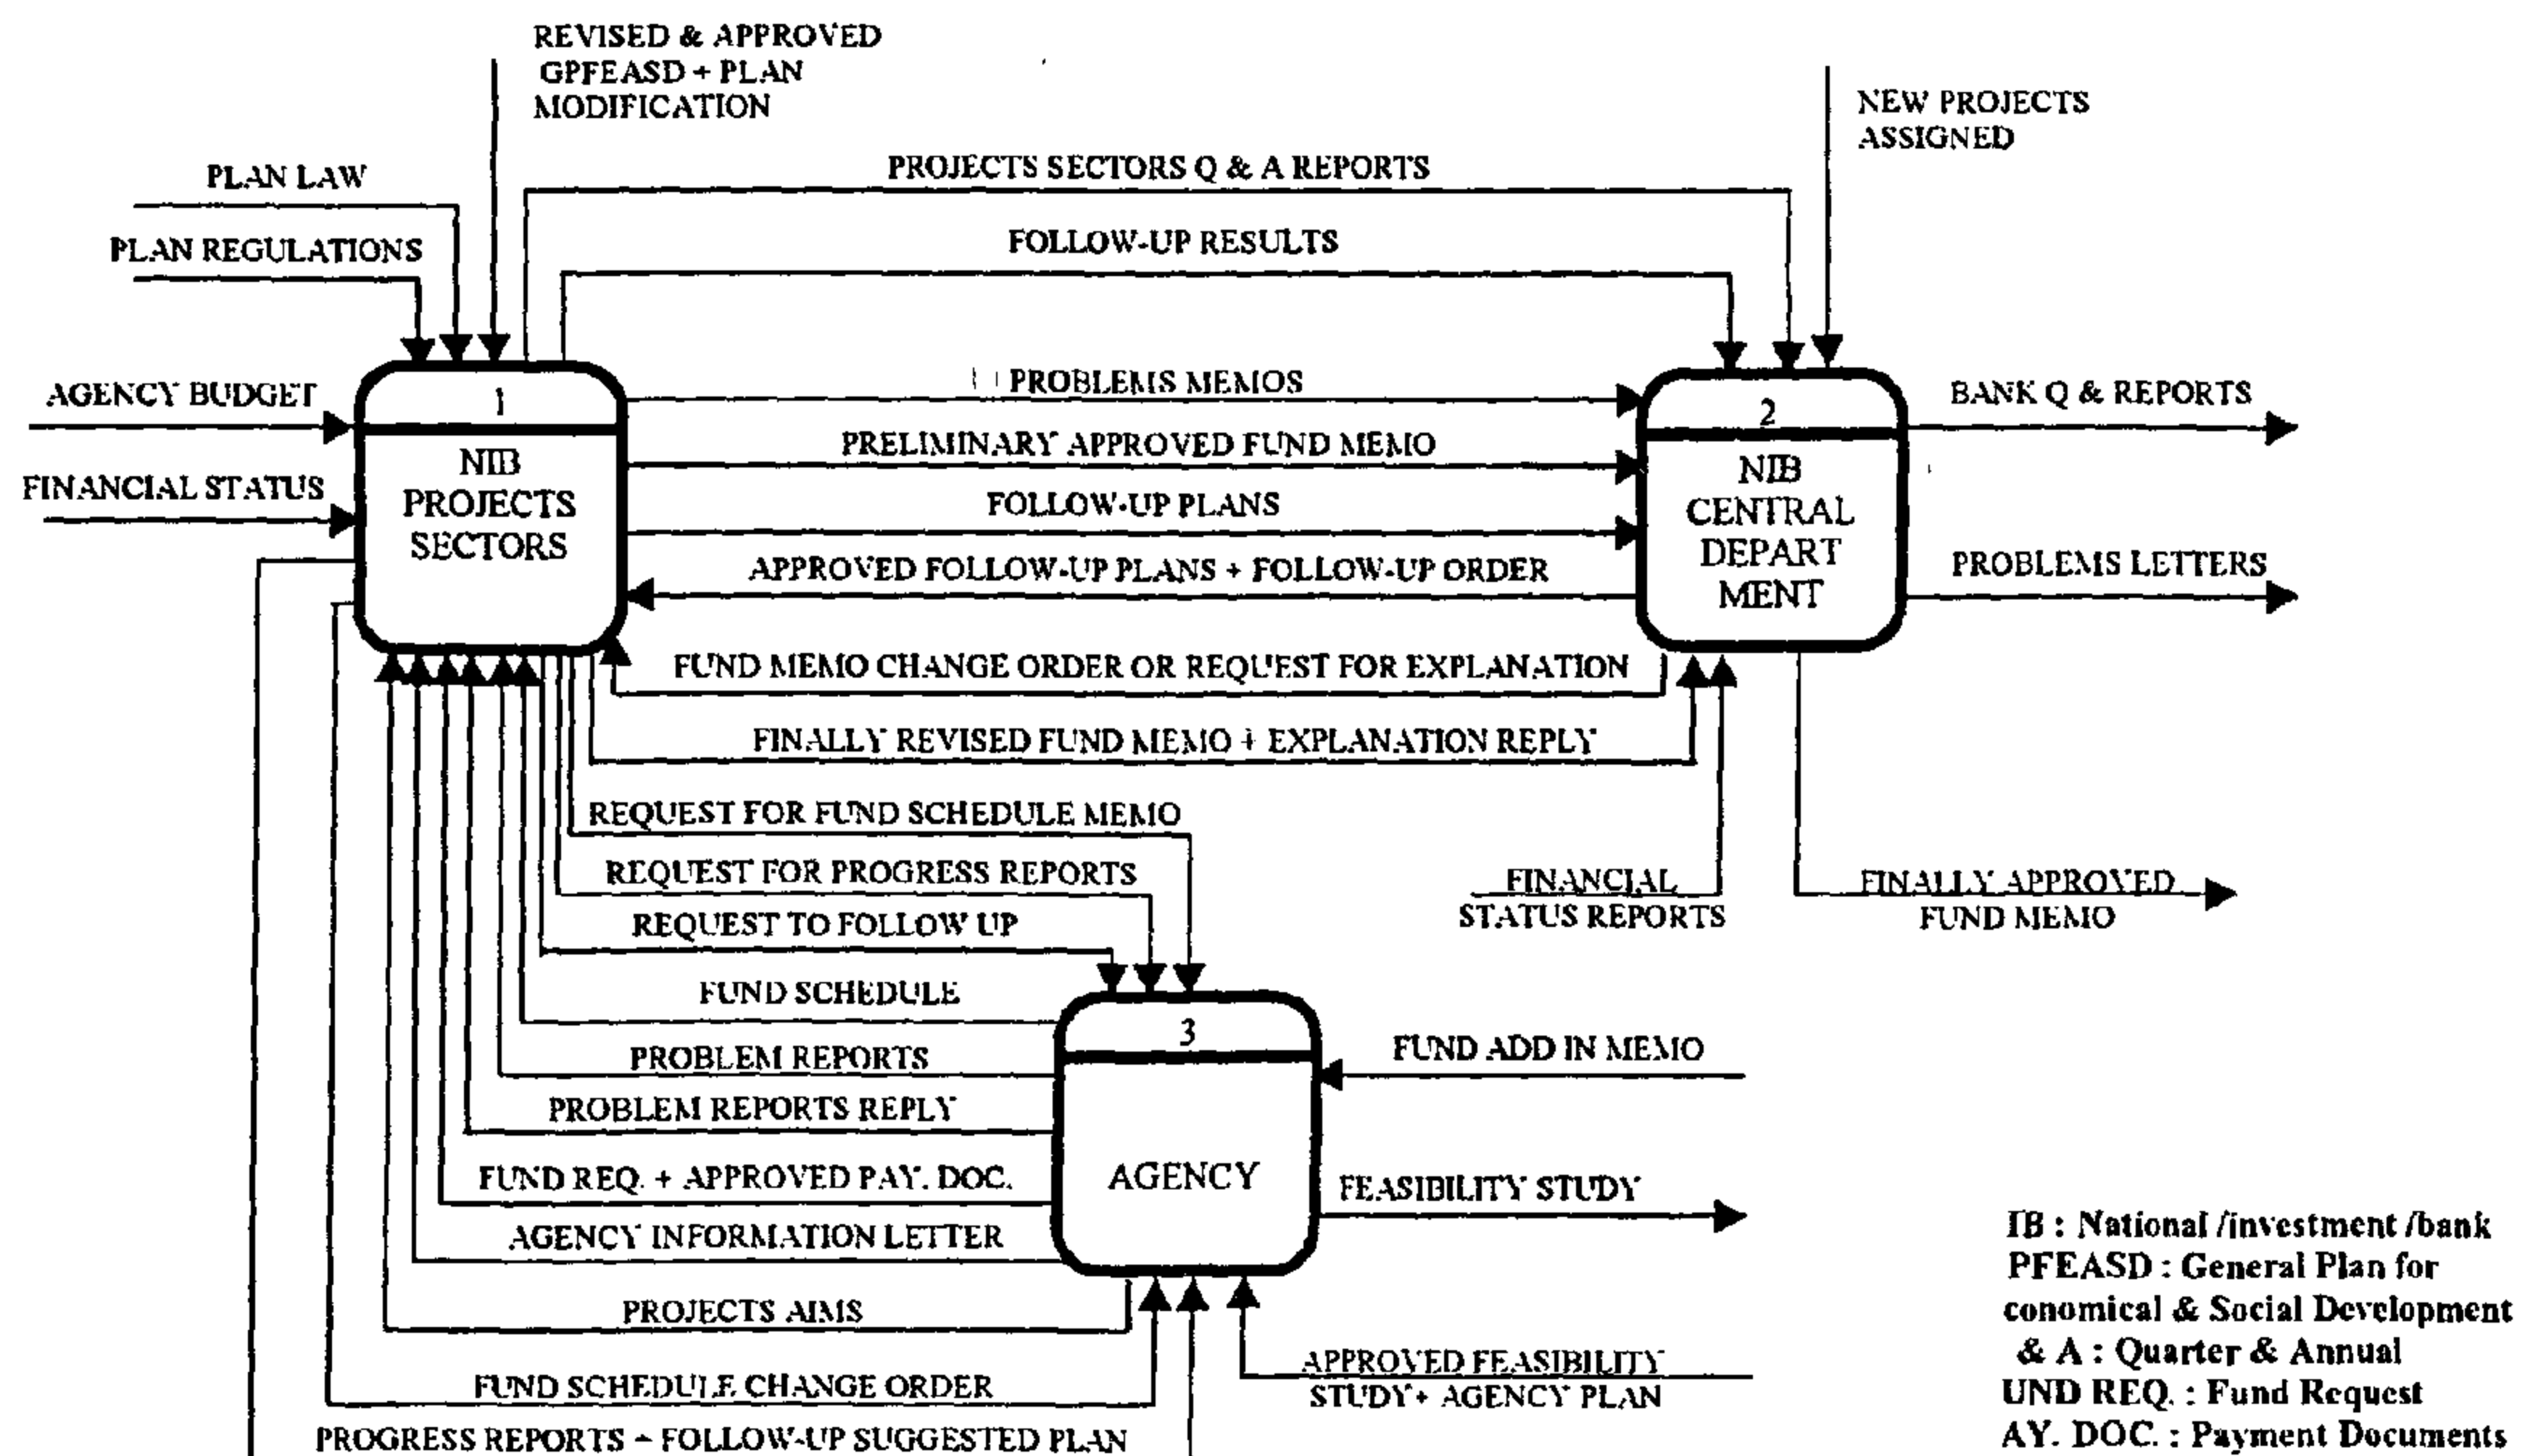 REVISED & APPROVED
GPFEASD + PLAN
MODIFICATION
NEW PROJECTS
ASSIGNED
PLAN LAW
PROJECTS SECTORS Q & A REPORTS
PLAN REGULATIONS
FOLLOW-UP RESULTS
AGENCY BUDGET
1
PROBLEMS MEMOS
2
BANK Q & REPORTS
FINANCIAL STATUS
NIB
PROJECTS
SECTORS
PRELIMINARY APPROVED FUND MEMO
FOLLOW-UP PLANS
NIB
CENTRAL
DEPART
MENT
APPROVED FOLLOW-UP PLANS + FOLLOW-UP ORDER
PROBLEMS LETTERS
FUND MEMO CHANGE ORDER OR REQUEST FOR EXPLANATION
FINALLY REVISED FUND MEMO + EXPLANATION REPLY
REQUEST FOR FUND SCHEDULE MEMO
REQUEST FOR PROGRESS REPORTS
FINANCIAL
STATUS REPORTS
FINALLY APPROVED
FUND MEMO
REQUEST TO FOLLOW UP
FUND SCHEDULE
3
PROBLEM REPORTS
FUND ADD IN MEMO
PROBLEM REPORTS REPLY
FUND REQ. + APPROVED PAY. DOC.
AGENCY
FEASIBILITY STUDY
AGENCY INFORMATION LETTER
PROJECTS AIMS
APPROVED FEASIBILITY
STUDY+ AGENCY PLAN
FUND SCHEDULE CHANGE ORDER
PROGRESS REPORTS - FOLLOW-UP SUGGESTED PLAN
IB : National /investment /bank
PFEASD : General Plan for
conomical & Social Development
& A : Quarter & Annual
UND REQ. : Fund Request
AY. DOC. : Payment Documents